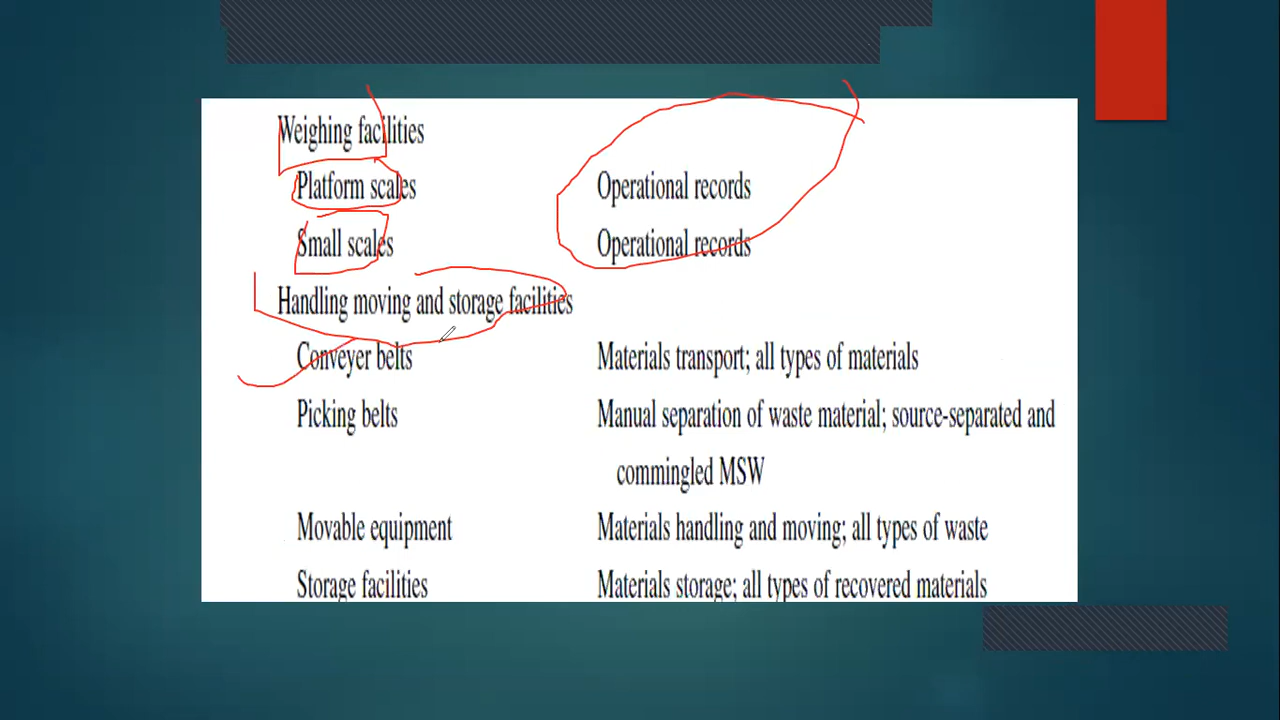 Weighing facilities
Platform scales Operational records
Small scales Operational records
Handling moving and storage facilities
Conveyer belts Materials transport; all types of materials
Picking belts Manual separation of waste material; source-separated and
commingled MSW
Movable equipment Materials handling and moving; all types of waste
Storage facilities Materials storage; all types of recovered materials